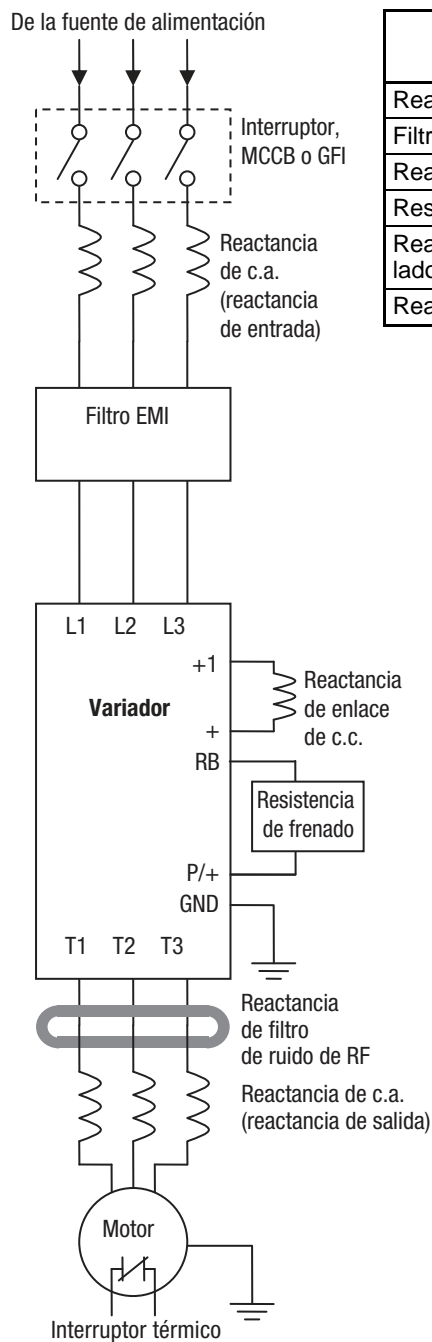 De la fuente de alimentación
Interruptor,
MCCB o GFI
Reactancia
de c.a.
(reactancia
de entrada)
Filtro EMI
L1 L2 L3
+1
Variador
+
RB
Reactancia
de enlace
de c.c.
Resistencia
de frenado
P/+
GND
T1 T2 T3
Reactancia
de filtro
de ruido de RF
Reactancia de c.a.
(reactancia de salida)
Motor
Interruptor térmico
Rea
Filtr
Rea
Res
Rea
lado
Rea